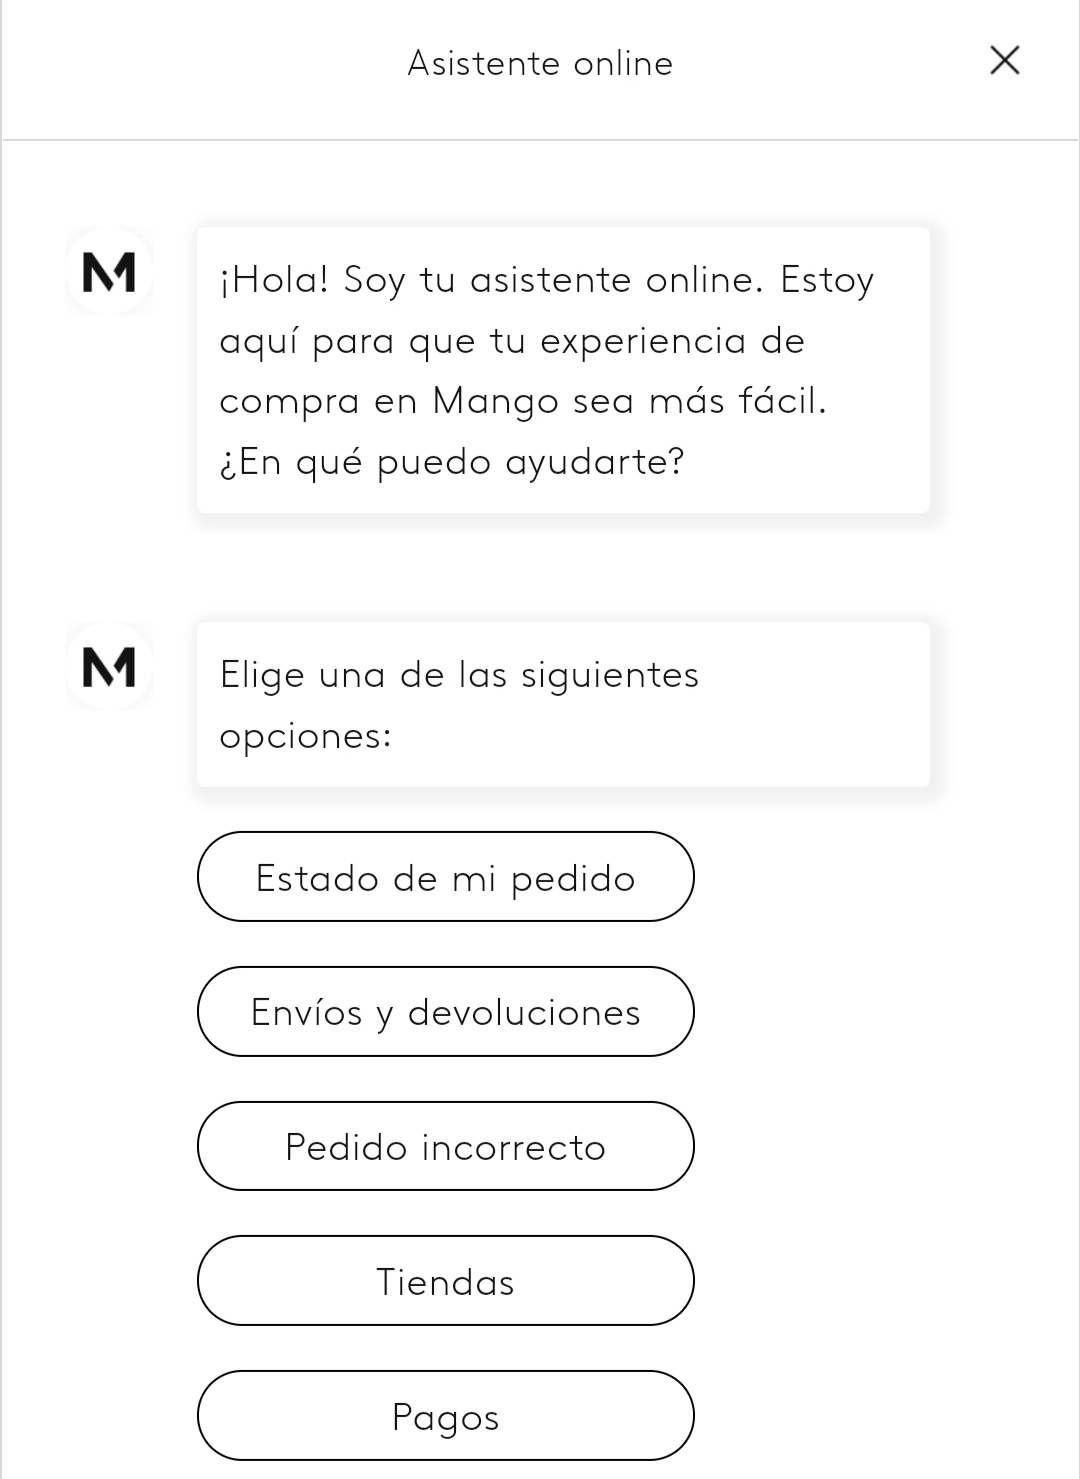 Asistente online
M
¡Hola! Soy tu asistente online. Estoy
aquí para que tu experiencia de
compra en Mango sea más fácil.
¿En qué puedo ayudarte?
M
Elige una de las siguientes
opciones:
Estado de mi pedido
Envíos y devoluciones
Pedido incorrecto
Tiendas
Pagos